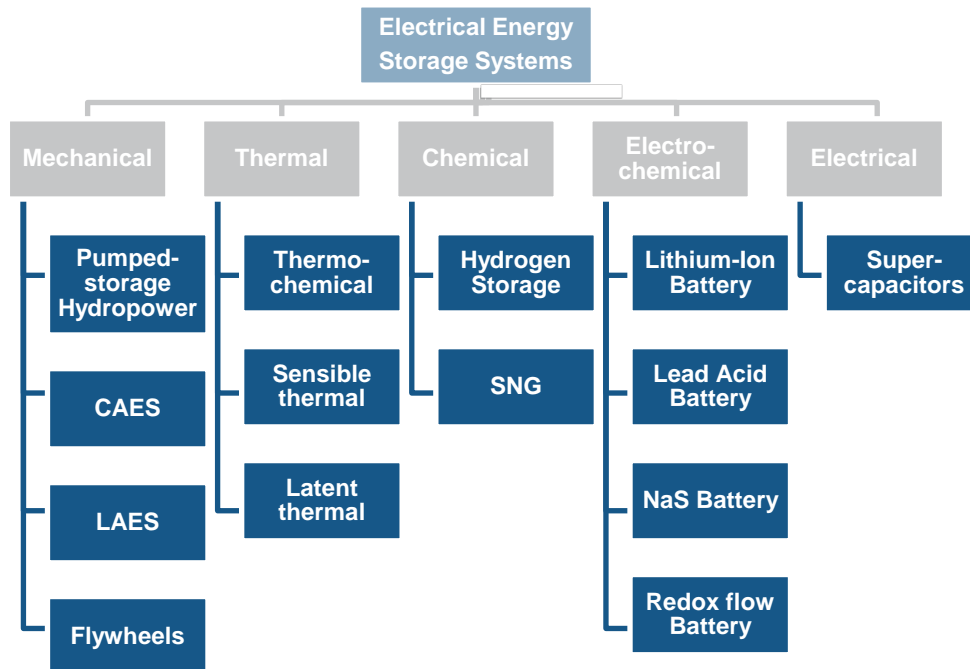 Electrical Energy
Storage Systems
Mechanical
Thermal
Chemical
Electro-
chemical
Electrical
Pumped-
storage
Hydropower
CAES
LAES
Flywheels
Thermo-
chemical
Sensible
thermal
Latent
thermal
Hydrogen
Storage
SNG
Lithium-Ion
Battery
Lead Acid
Battery
NaS Battery
Redox flow
Battery
Super-
capacitors